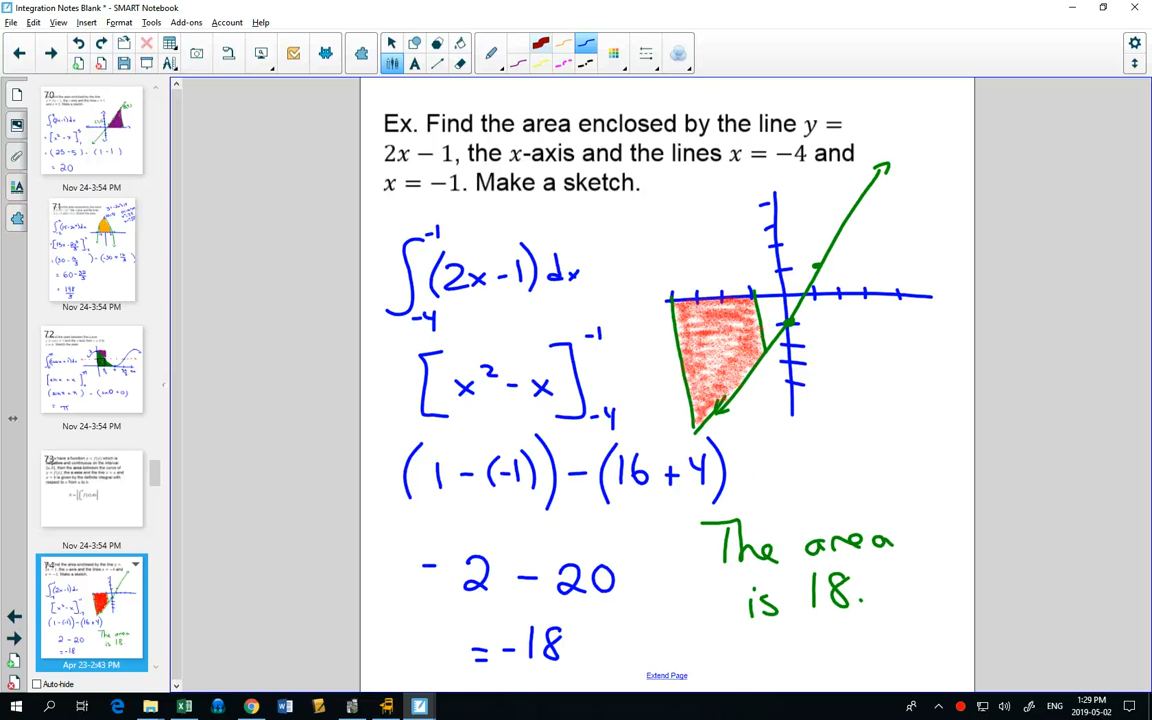 Integration Notes Blank * - SMART Notebook
File Edit View Insert Format Tools Add-ons Account Help
Nov 24-3:54 PM
Nov 24-3:54 PM
Nov 24-3:54 PM
Nov 24-3:54 PM
Apr 23-2:43 PM
Auto-hide
Ex. Find the area enclosed by the line y =
2x − 1, the x-axis and the lines x = −4 and
x = −1. Make a sketch.
∫_{-4}^{-1} (2x-1) dx
[x² - x]_{-4}^{-1}
(1 - (-1)) - (16 + 4)
- 2 - 20
= -18
The area
is 18.
Extend Page
ENG
1:29 PM
2019-05-02